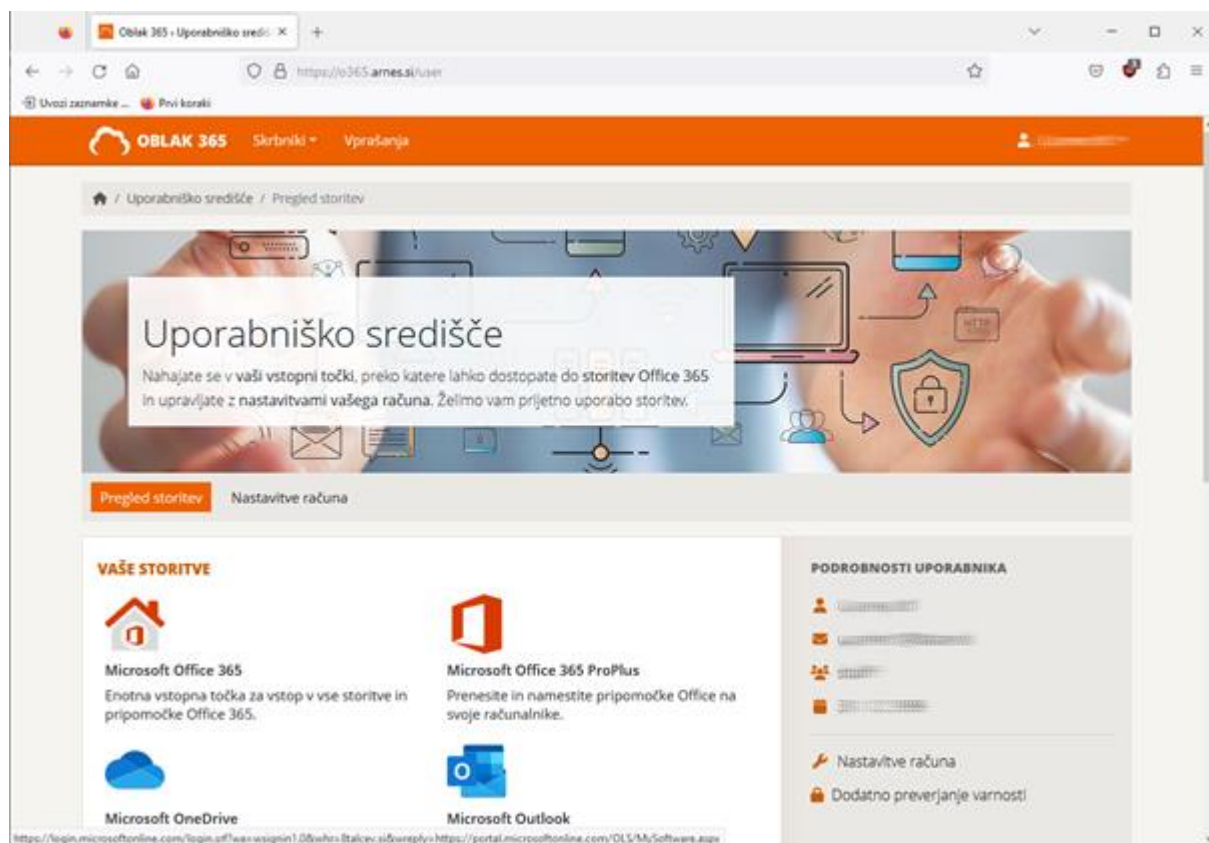 Oblak 365 › Uporabniško središ
https://o365.arnes.si/user
Uvozi zaznamke ...
Prvi koraki
OBLAK 365
Skrbniki
Vprašanja
/ Uporabniško središče / Pregled storitev
HTTP
Uporabniško središče
Nahajate se v vaši vstopni točki, preko katere lahko dostopate do storitev Office 365
in upravljate z nastavitvami vašega računa. Želimo vam prijetno uporabo storitev.
Pregled storitev
Nastavitve računa
VAŠE STORITVE
Microsoft Office 365
Enotna vstopna točka za vstop v vse storitve in
pripomočke Office 365.
Microsoft Office 365 ProPlus
Prenesite in namestite pripomočke Office na
svoje računalnike.
Microsoft OneDrive
Microsoft Outlook
PODROBNOSTI UPORABNIKA
Nastavitve računa
Dodatno preverjanje varnosti